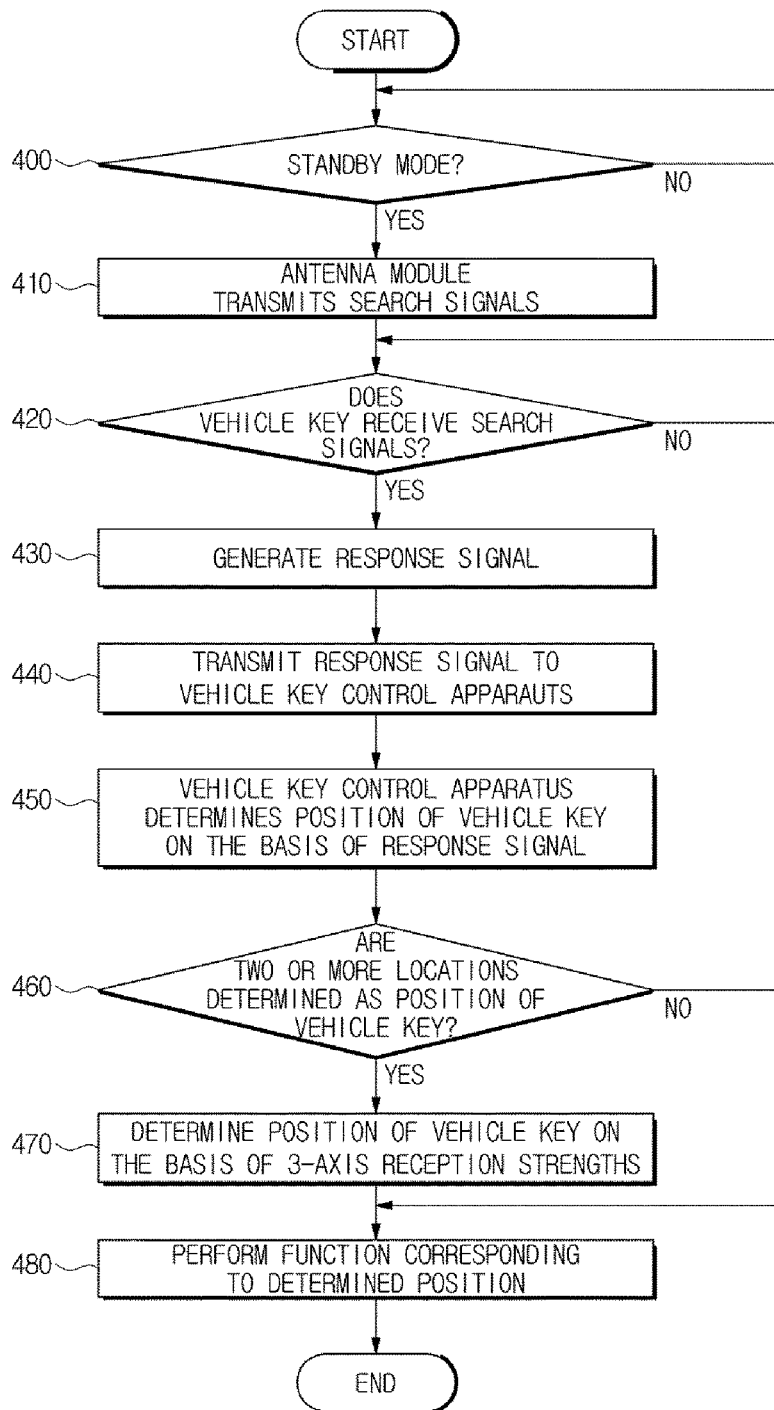 START
400
STANDBY MODE?
NO
YES
410
ANTENNA MODULE
TRANSMITS SEARCH SIGNALS
420
DOES
VEHICLE KEY RECEIVE SEARCH
SIGNALS?
NO
YES
430
GENERATE RESPONSE SIGNAL
440
TRANSMIT RESPONSE SIGNAL TO
VEHICLE KEY CONTROL APPARAUTS
450
VEHICLE KEY CONTROL APPARATUS
DETERMINES POSITION OF VEHICLE KEY
ON THE BASIS OF RESPONSE SIGNAL
460
ARE
TWO OR MORE LOCATIONS
DETERMINED AS POSITION OF
VEHICLE KEY?
NO
YES
470
DETERMINE POSITION OF VEHICLE KEY ON
THE BASIS OF 3-AXIS RECEPTION STRENGTHS
480
PERFORM FUNCTION CORRESPONDING
TO DETERMINED POSITION
END